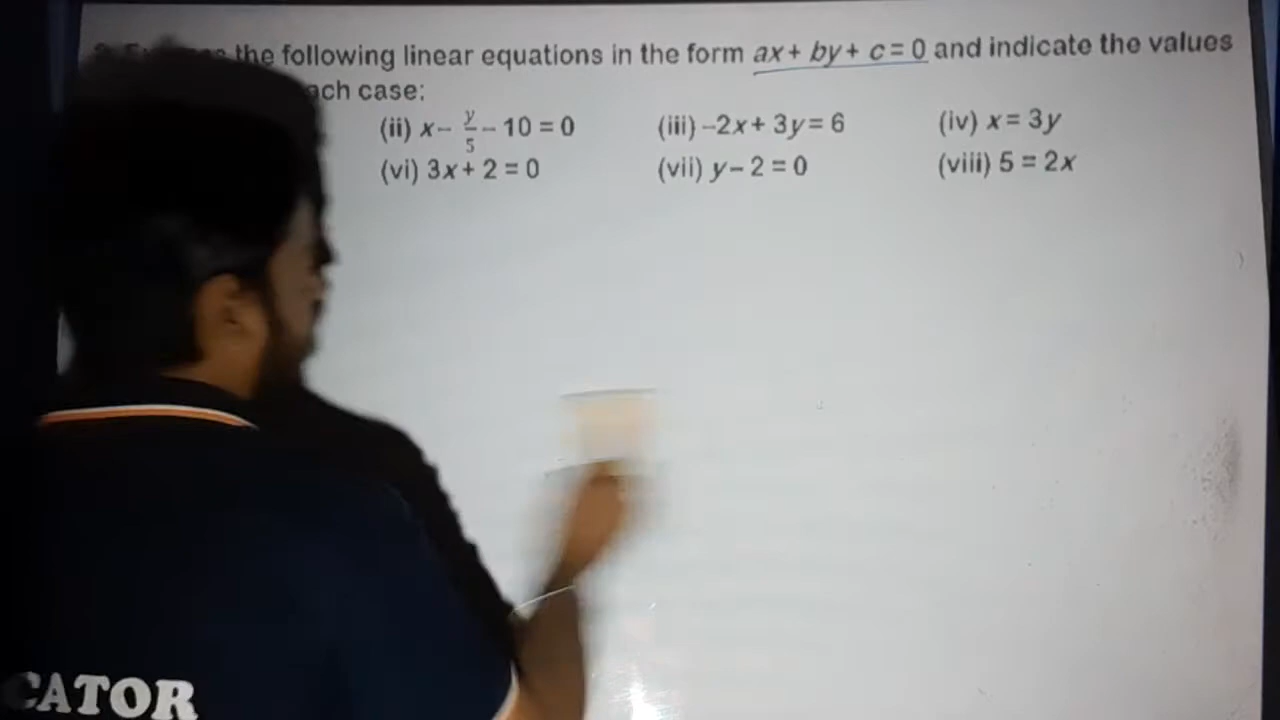 the following linear equations in the form ax + by + c = 0 and indicate the values
ach case:
(ii) x - y/5 - 10 = 0 (iii) -2x + 3y = 6 (iv) x = 3y
(vi) 3x + 2 = 0 (vii) y - 2 = 0 (viii) 5 = 2x
CATOR